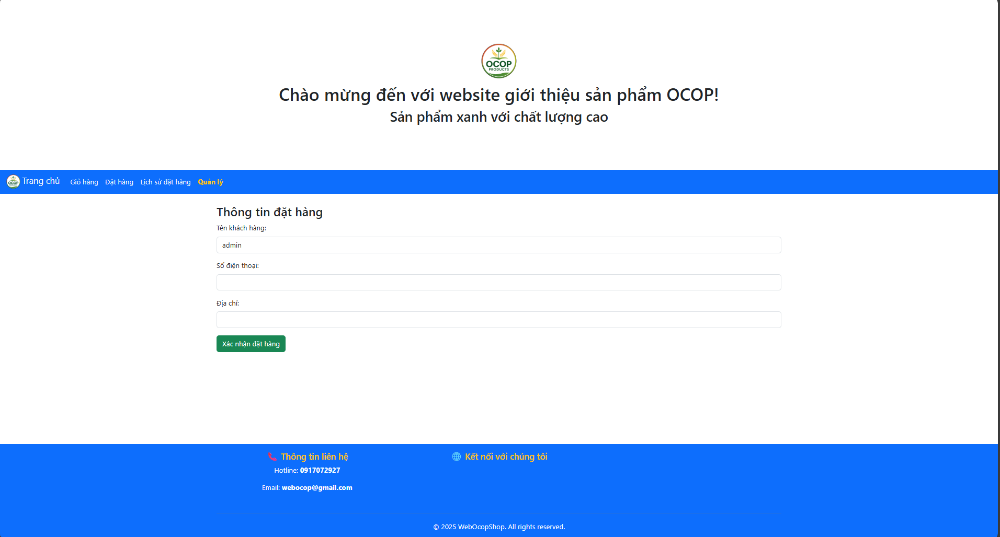 OCOP
PRODUCTS
Chào mừng đến với website giới thiệu sản phẩm OCOP!
Sản phẩm xanh với chất lượng cao
OCOP Trang chủ Giỏ hàng Đặt hàng Lịch sử đặt hàng Quản lý
Thông tin đặt hàng
Tên khách hàng:
admin
Số điện thoại:
Địa chỉ:
Xác nhận đặt hàng
Thông tin liên hệ
Hotline: 0917072927
Email: webocop@gmail.com
Kết nối với chúng tôi
© 2025 WebOcopShop. All rights reserved.